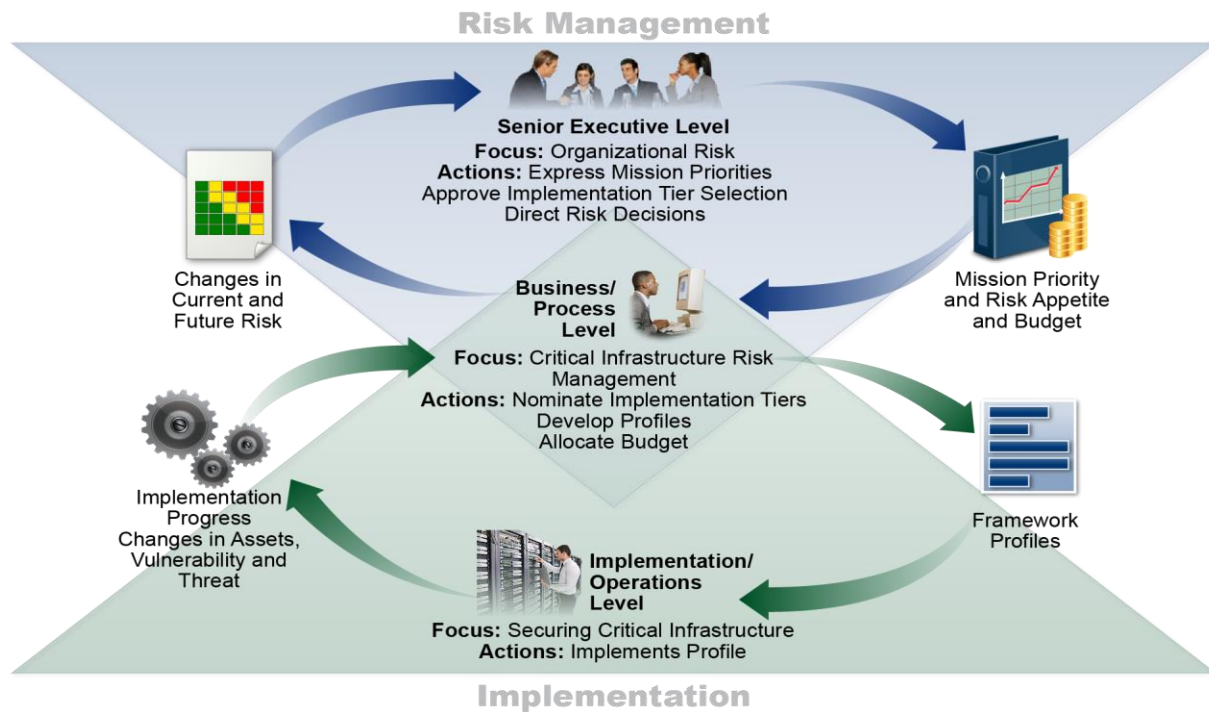 Risk Management
Senior Executive Level
Focus: Organizational Risk
Actions: Express Mission Priorities
Approve Implementation Tier Selection
Direct Risk Decisions
Changes in
Current and
Future Risk
Mission Priority
and Risk Appetite
and Budget
Business/
Process
Level
Focus: Critical Infrastructure Risk
Management
Actions: Nominate Implementation Tiers
Develop Profiles
Allocate Budget
Implementation
Progress
Changes in Assets,
Vulnerability and
Threat
Framework
Profiles
Implementation/
Operations
Level
Focus: Securing Critical Infrastructure
Actions: Implements Profile
Implementation